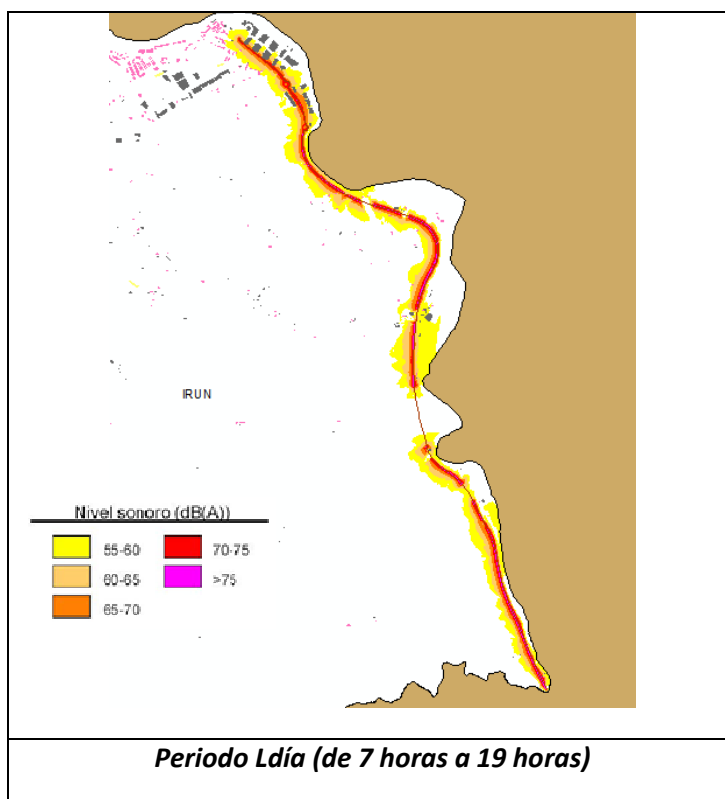 IRUN
Nivel sonoro (dB(A))
55-60 70-75
60-65 >75
65-70
Periodo Ldía (de 7 horas a 19 horas)